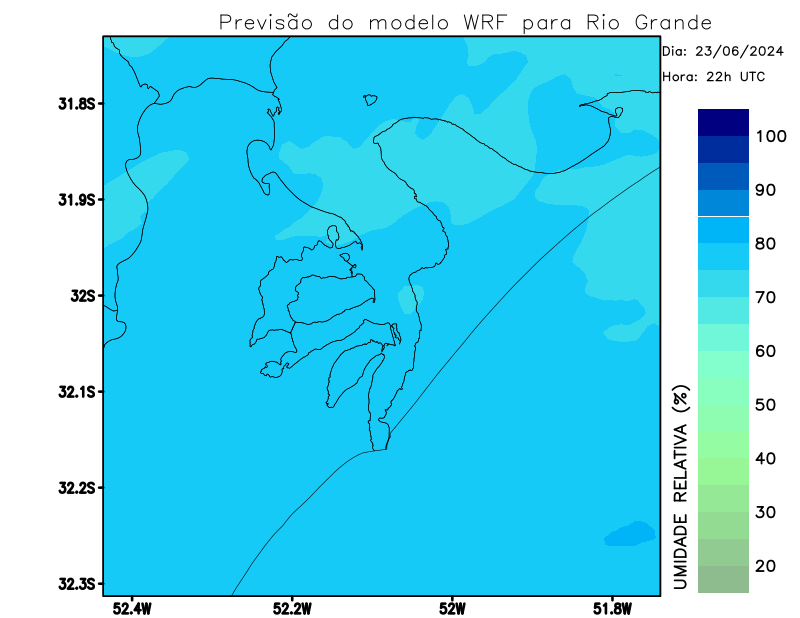 Previsão do modelo WRF para Rio Grande
Dia: 23/06/2024
Hora: 22h UTC
31.8S
31.9S
32S
32.1S
32.2S
32.3S
52.4W
52.2W
52W
51.8W
100
90
80
70
60
50
40
30
20
UMIDADE RELATIVA (%)